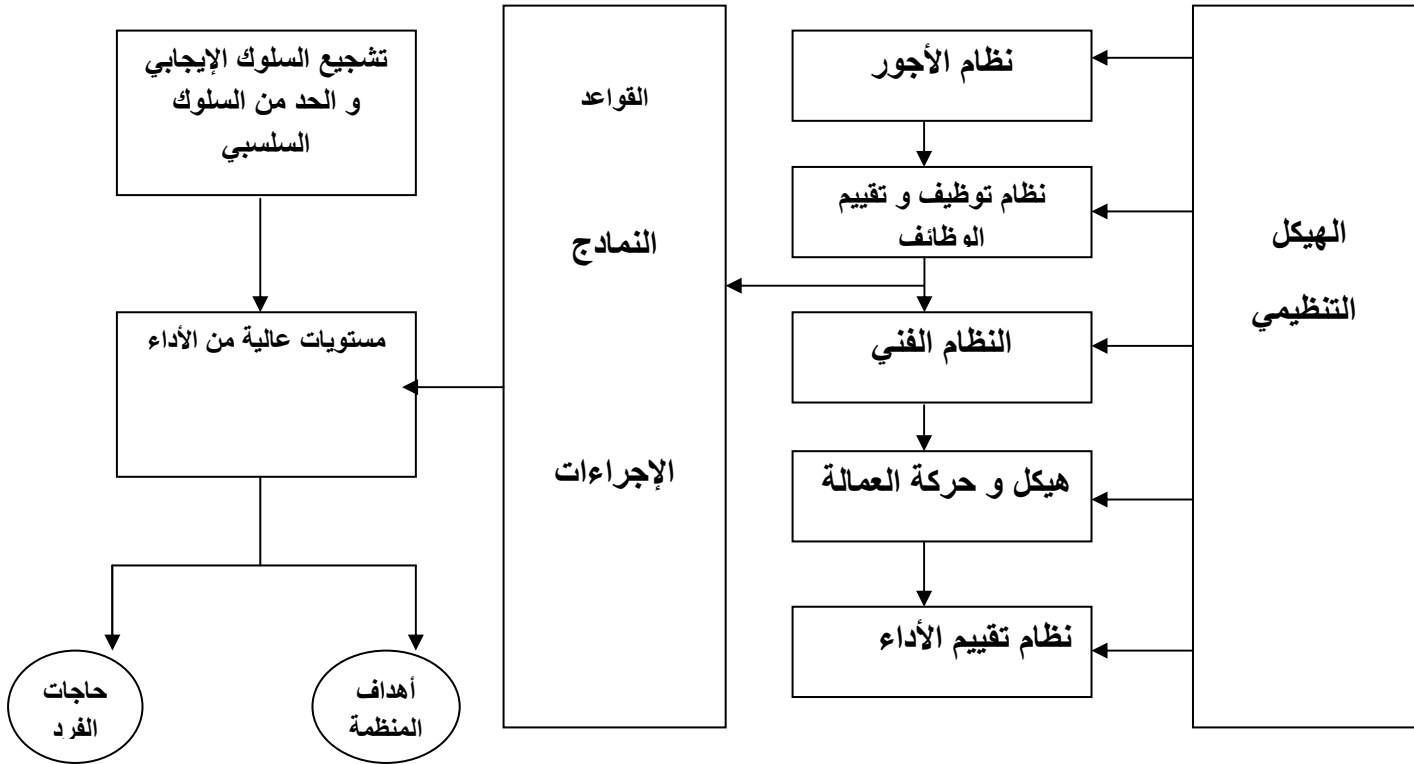 الهيكل
التنظيمي
نظام الأجور
نظام توظيف و تقييم
الوظائف
النظام الفني
هيكل و حركة العمالة
نظام تقييم الأداء
القواعد
النمادج
الإجراءات
تشجيع السلوك الإيجابي
و الحد من السلوك
السلسبي
مستويات عالية من الأداء
أهداف
المنظمة
حاجات
الفرد